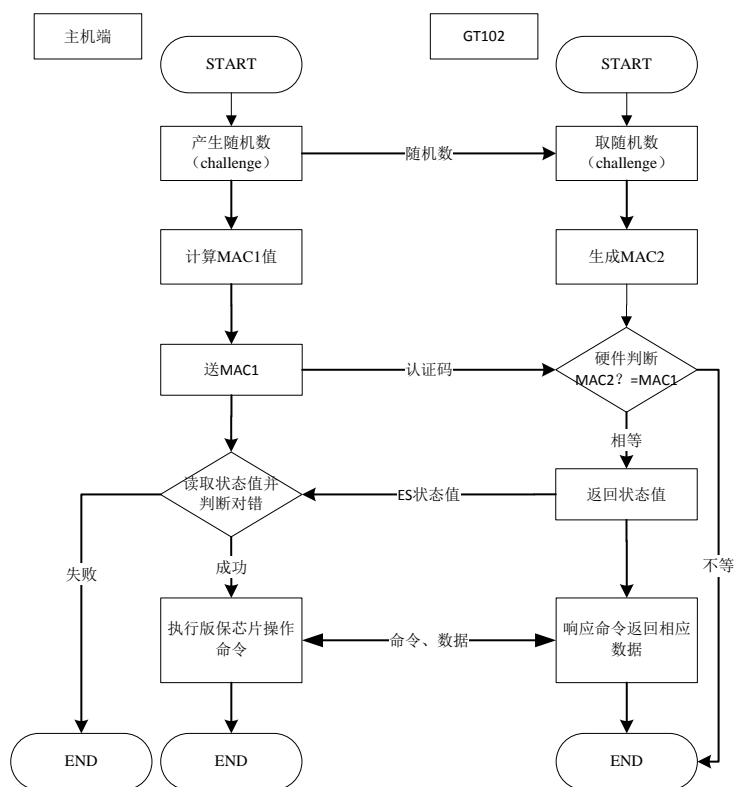 主机端
GT102
START
START
产生随机数
（challenge）
随机数
取随机数
（challenge）
计算MAC1值
生成MAC2
送MAC1
认证码
硬件判断
MAC2？=MAC1
相等
读取状态值并
判断对错
ES状态值
返回状态值
失败
成功
不等
执行版保芯片操作
命令
命令、数据
响应命令返回相应
数据
END
END
END